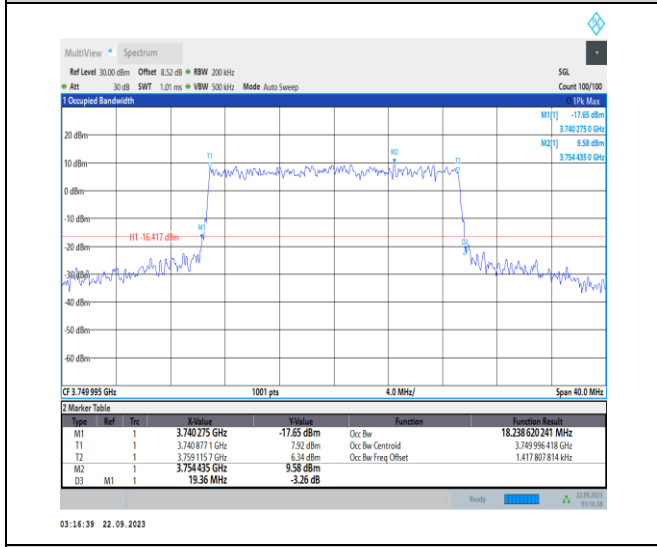 MultiView Spectrum
Ref Level 30.00 dBm Offset 8.52 dB RBW 200 kHz SGL
Att 30 dB SWT 1.01 ms VBW 500 kHz Mode Auto Sweep Count 100/100
1 Occupied Bandwidth 1Pk Max
M1[1] -17.65 dBm
3.740 275 0 GHz
M2[1] 9.58 dBm
3.754 435 0 GHz
20 dBm
T1 M2 T2
10 dBm
0 dBm
-10 dBm
M1
H1 -16.417 dBm
D3
-20 dBm
-30 dBm
-40 dBm
-50 dBm
-60 dBm
CF 3.749 995 GHz 1001 pts 4.0 MHz/ Span 40.0 MHz
2 Marker Table
Type Ref Trc X-Value Y-Value Function Function Result
M1 1 3.740 275 GHz -17.65 dBm Occ Bw 18.238 620 241 MHz
T1 1 3.740 877 1 GHz 7.92 dBm Occ Bw Centroid 3.749 996 418 GHz
T2 1 3.759 115 7 GHz 6.34 dBm Occ Bw Freq Offset 1.417 807 814 kHz
M2 1 3.754 435 GHz 9.58 dBm
D3 M1 1 19.36 MHz -3.26 dB
Ready 22.09.2023
03:16:38
03:16:39 22.09.2023